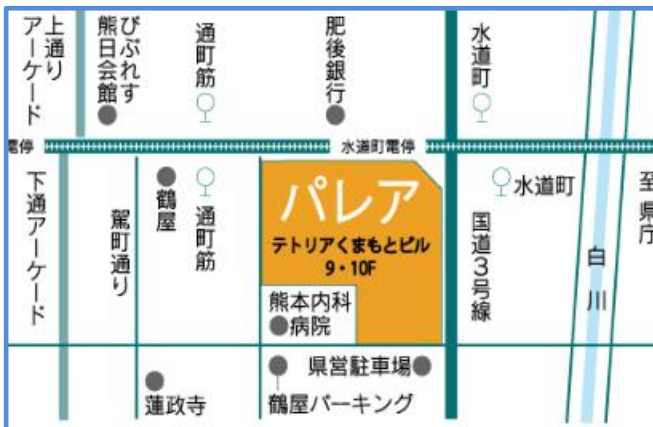 上通り
アーケード
びぷれす
熊日会館
通町筋
肥後銀行
水道町
電停
水道町電停
下通アーケード
駕町通り
鶴屋
通町筋
パレア
テトリアくまもとビル
9・10F
熊本内科
病院
国道3号線
水道町
白川
至県庁
蓮政寺
県営駐車場
鶴屋パーキング